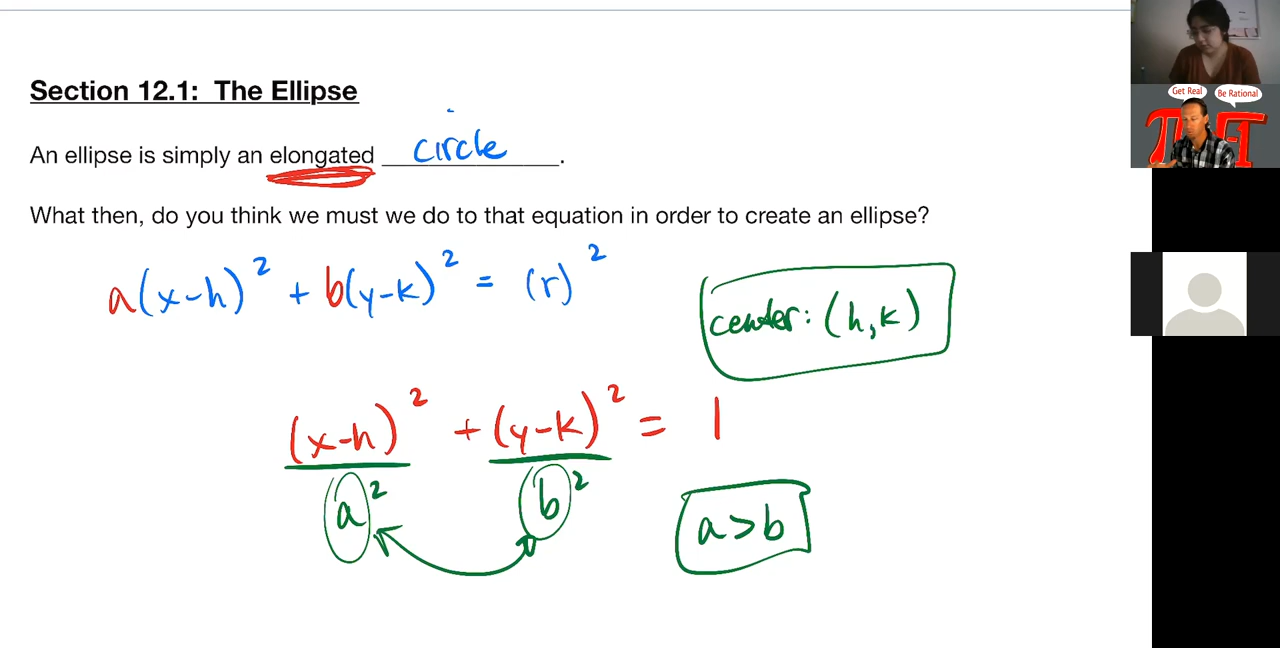 Section 12.1: The Ellipse
An ellipse is simply an elongated circle.
What then, do you think we must we do to that equation in order to create an ellipse?
a(x-h)² + b(y-k)² = (r)²
center: (h,k)
(x-h)²/a² + (y-k)²/b² = 1
a>b
Get Real
Be Rational